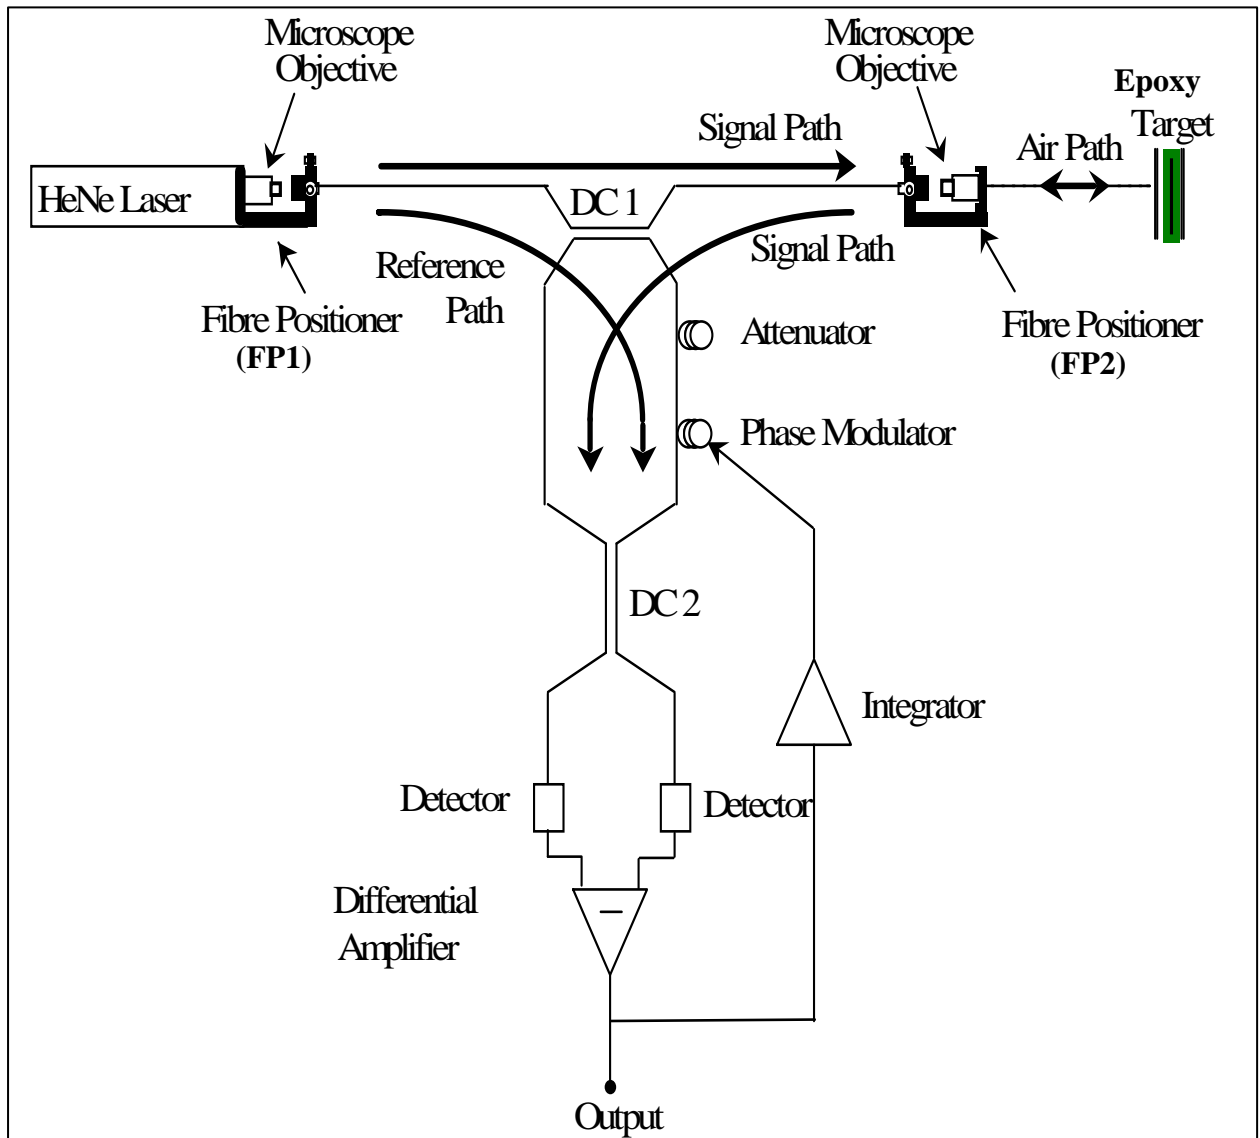 Microscope
Objective
Microscope
Objective
Epoxy
Target
Signal Path
Air Path
HeNe Laser
DC 1
Reference
Path
Signal Path
Fibre Positioner
(FP1)
Attenuator
Fibre Positioner
(FP2)
Phase Modulator
DC 2
Integrator
Detector
Detector
Differential
Amplifier
Output